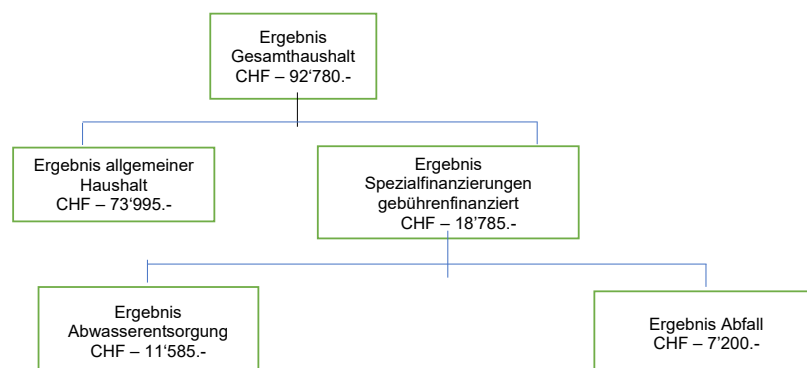 Ergebnis
Gesamthaushalt
CHF – 92‘780.-
Ergebnis allgemeiner
Haushalt
CHF – 73‘995.-
Ergebnis
Spezialfinanzierungen
gebührenfinanziert
CHF – 18’785.-
Ergebnis
Abwasserentsorgung
CHF – 11‘585.-
Ergebnis Abfall
CHF – 7’200.-